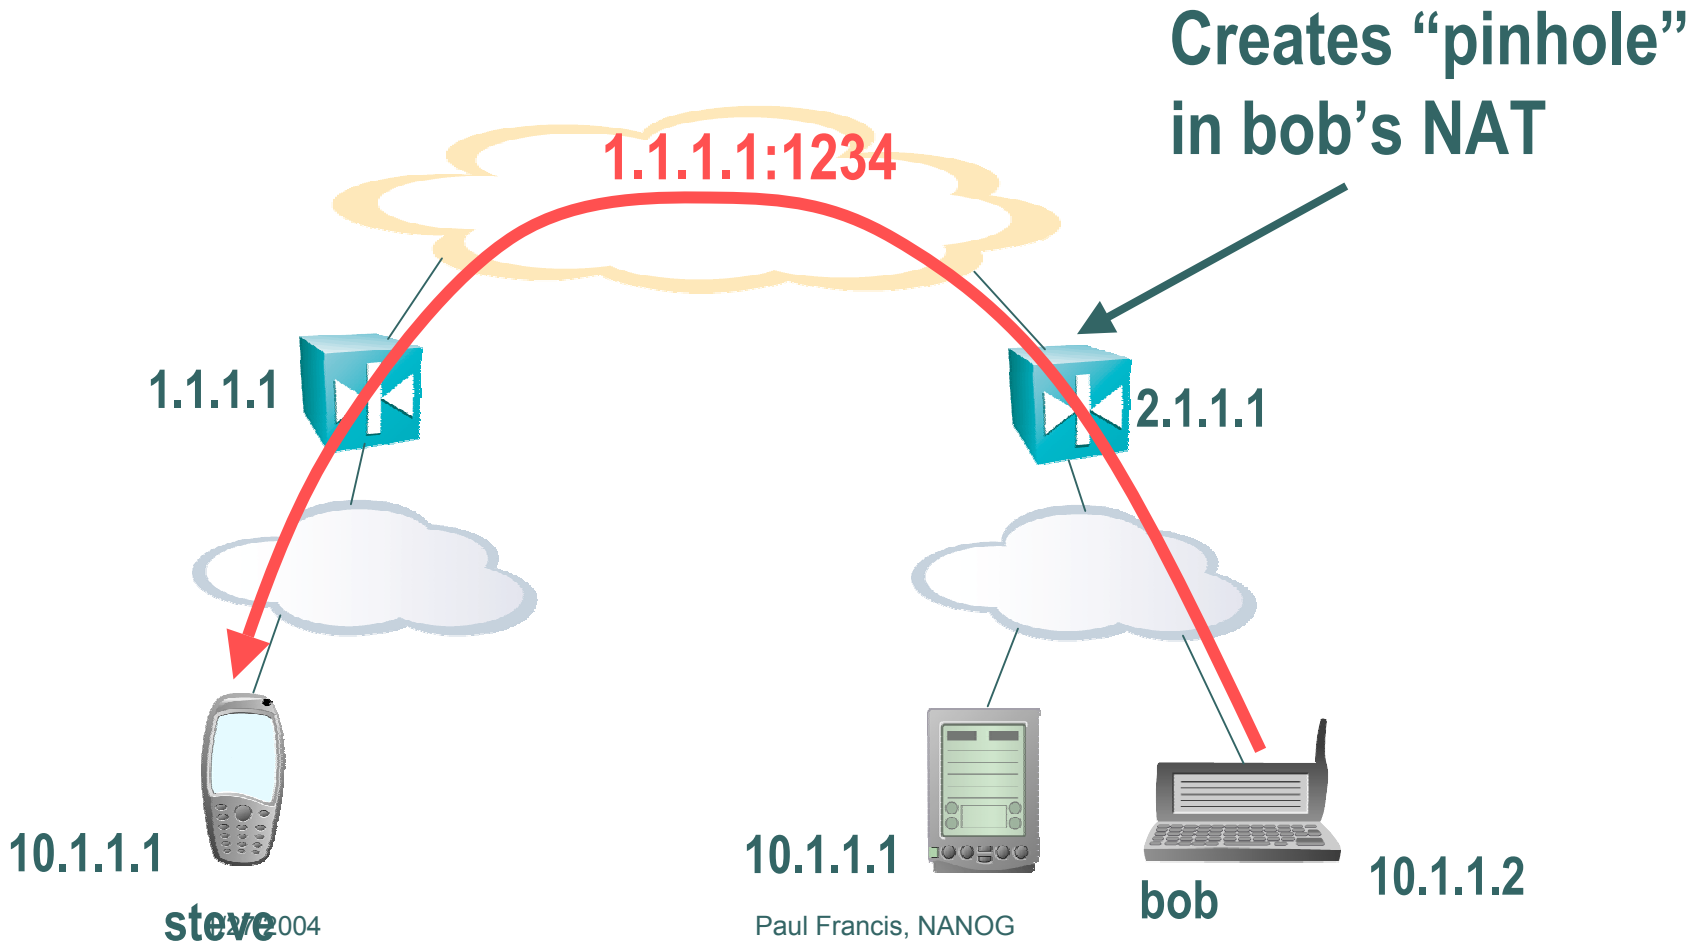 Creates “pinhole”
in bob’s NAT
1.1.1.1:1234
1.1.1.1
2.1.1.1
10.1.1.1
steve
10.1.1.1
bob
10.1.1.2
Paul Francis, NANOG